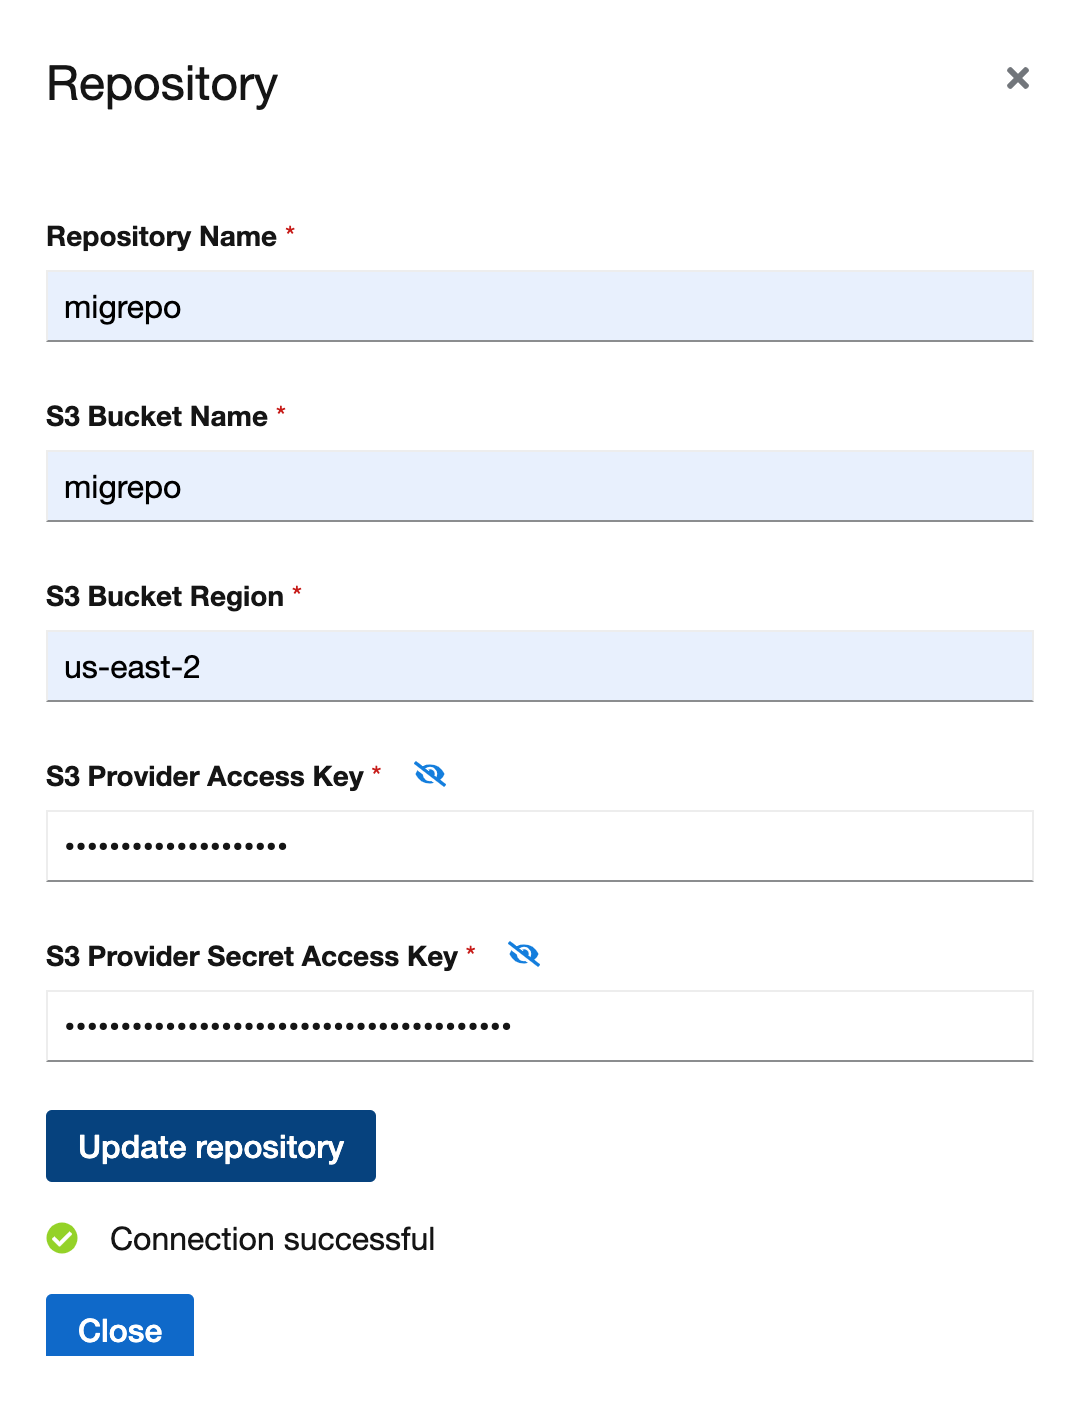 Repository
Repository Name *
migrepo
S3 Bucket Name *
migrepo
S3 Bucket Region *
us-east-2
S3 Provider Access Key *
••••••••••••••••••••
S3 Provider Secret Access Key *
••••••••••••••••••••••••••••••••••••••••
Update repository
Connection successful
Close